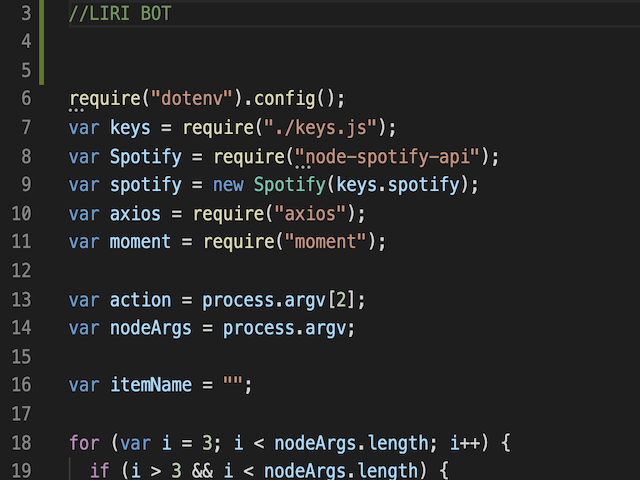 3 //LIRI BOT
4
5
6 require("dotenv").config();
7 var keys = require("./keys.js");
8 var Spotify = require("node-spotify-api");
9 var spotify = new Spotify(keys.spotify);
10 var axios = require("axios");
11 var moment = require("moment");
12
13 var action = process.argv[2];
14 var nodeArgs = process.argv;
15
16 var itemName = "";
17
18 for (var i = 3; i < nodeArgs.length; i++) {
19 if (i > 3 && i < nodeArgs.length) {